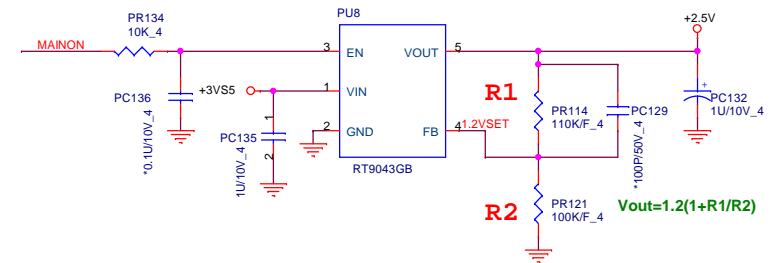 PU8
+2.5V
PR134
10K_4
MAINON
3
EN
VOUT
5
PC136
*0.1U/10V_4
+3VS5
1
VIN
R1
PR114
110K/F_4
PC129
*100P/50V_4
+
PC132
1U/10V_4
1
PC135
2
1U/10V_4
2
GND
FB
4
1.2VSET
RT9043GB
R2
PR121
100K/F_4
Vout=1.2(1+R1/R2)